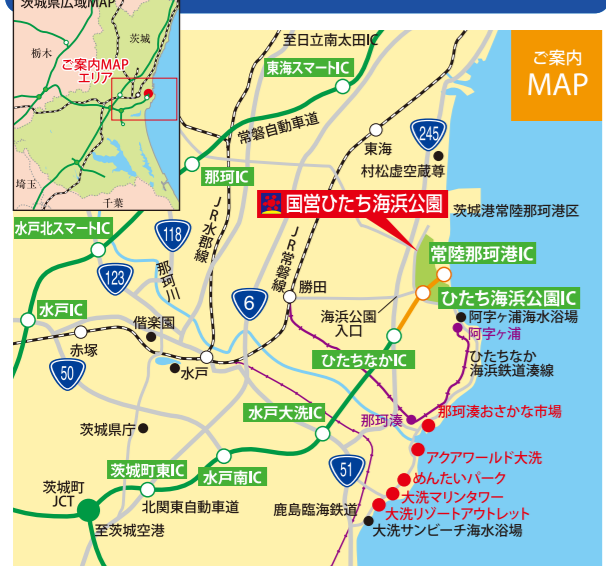 茨城県広域MAP
栃木
茨城
ご案内MAP
エリア
埼玉
千葉
ご案内
MAP
至日立南太田IC
東海スマートIC
常磐自動車道
245
東海
村松虚空蔵尊
那珂IC
国営ひたち海浜公園
茨城港常陸那珂港区
水戸北スマートIC
118
JR水郡線
JR常磐線
常陸那珂港IC
123
那珂川
6
勝田
海浜公園
入口
ひたち海浜公園IC
阿字ヶ浦海水浴場
阿字ヶ浦
水戸IC
偕楽園
赤塚
水戸
ひたちなかIC
ひたちなか
海浜鉄道湊線
50
水戸大洗IC
那珂湊
那珂湊おさかな市場
茨城県庁
アクアワールド大洗
茨城町東IC
水戸南IC
51
めんたいパーク
大洗マリンタワー
茨城町
JCT
北関東自動車道
鹿島臨海鉄道
大洗リゾートアウトレット
至茨城空港
大洗サンビーチ海水浴場